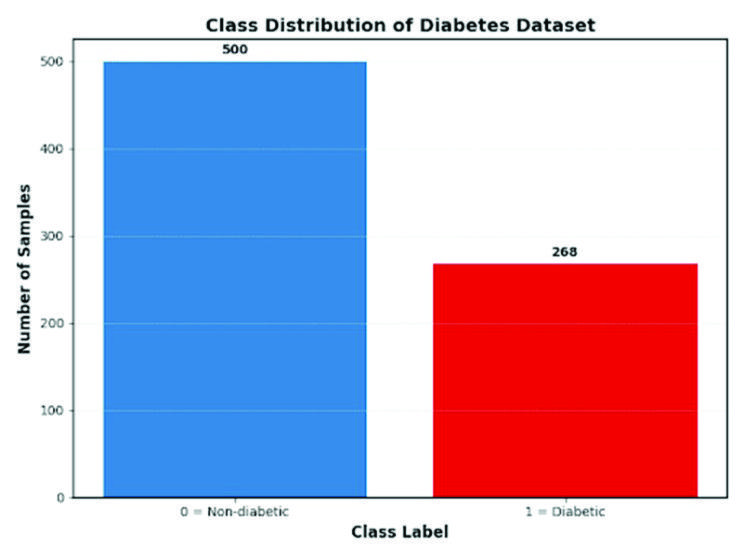 Class Distribution of Diabetes Dataset
500
268
500
400
300
200
100
0
Number of Samples
0 = Non-diabetic
1 = Diabetic
Class Label